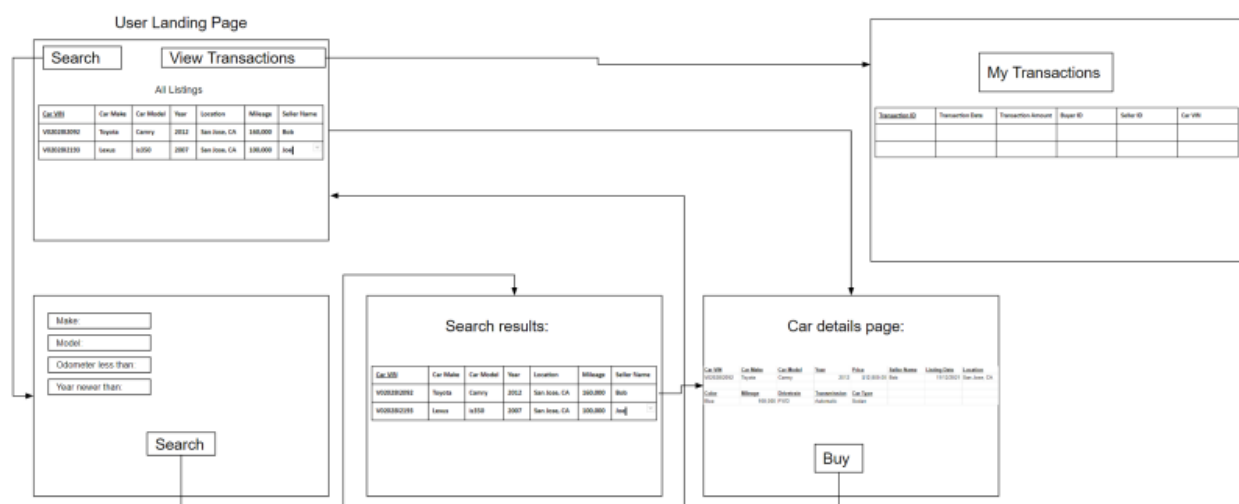 User Landing Page
Search
View Transactions
All Listings
Car VIN Car Make Car Model Year Location Mileage Seller Name
Toyota Camry 2012 San Jose, CA 160,000 Bob
Lexus is350 2007 San Jose, CA 100,000 Joe
My Transactions
Transaction ID Transaction Date Transaction Amount Buyer ID Seller ID Car VIN
Make:
Model:
Odometer less than:
Year newer than:
Search
Search results:
Car VIN Car Make Car Model Year Location Mileage Seller Name
Toyota Camry 2012 San Jose, CA 160,000 Bob
Lexus is350 2007 San Jose, CA 100,000 Joe
Car details page:
Car VIN Car Make Car Model Year Price Seller Name Listing Date Location
Toyota Camry 2012 Bob San Jose, CA
Color Mileage Drivetrain Transmission Car Type
Blue 160,000 FWD Automatic Sedan
Buy